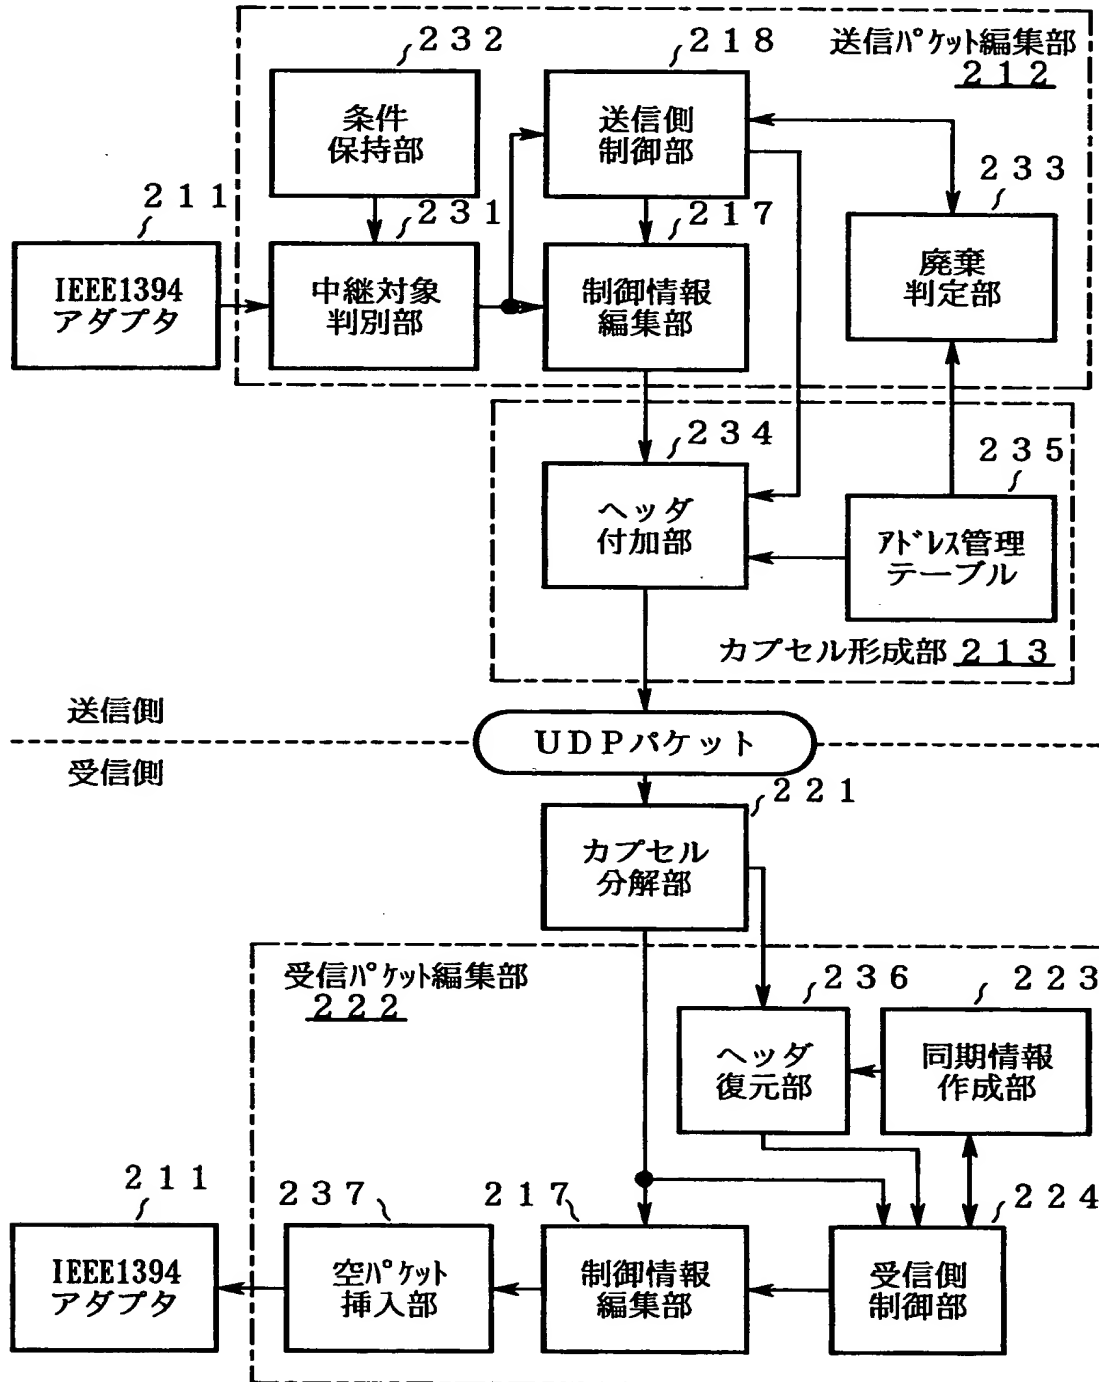 232
218
送信パケット編集部
212
条件
保持部
送信側
制御部
211
231
217
233
IEEE1394
アダプタ
中継対象
判別部
制御情報
編集部
廃棄
判定部
234
235
ヘッダ
付加部
アドレス管理
テーブル
カプセル形成部 213
送信側
UDPパケット
受信側
221
カプセル
分解部
受信パケット編集部
222
236
223
ヘッダ
復元部
同期情報
作成部
211
237
217
224
IEEE1394
アダプタ
空パケット
挿入部
制御情報
編集部
受信側
制御部